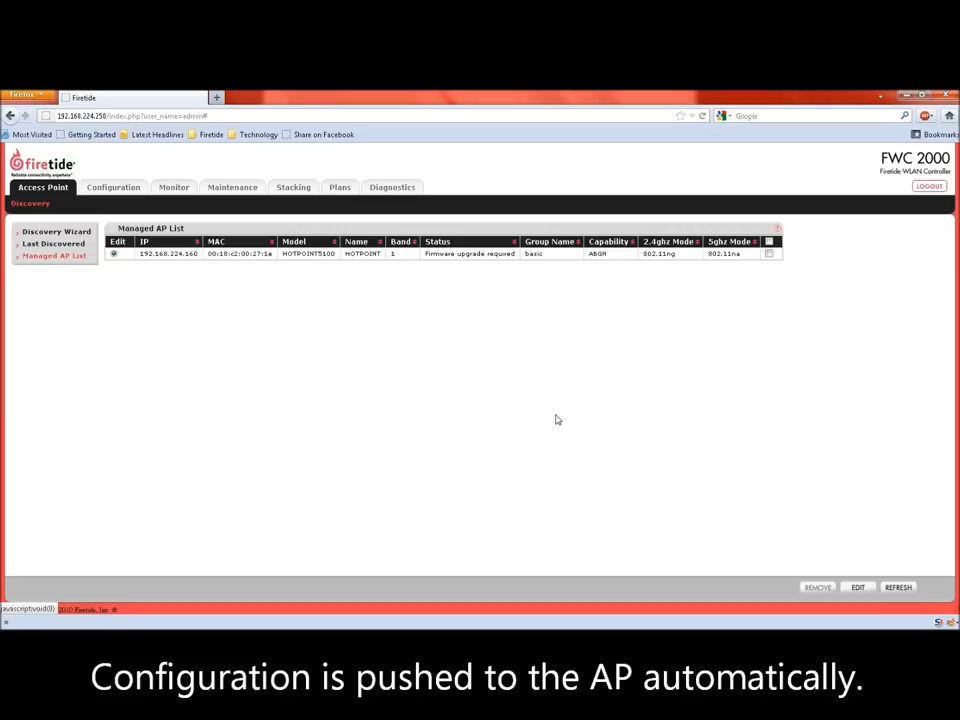 Firefox
Firetide
+
192.168.224.250/index.php?user_name=admin#
Google
Most Visited Getting Started Latest Headlines Firetide Technology Share on Facebook Bookmarks
firetide
Reliable connectivity anywhere
FWC 2000
Firetide WLAN Controller
LOGOUT
Access Point Configuration Monitor Maintenance Stacking Plans Diagnostics
Discovery
Discovery Wizard
Last Discovered
Managed AP List
Managed AP List
Edit IP MAC Model Name Band Status Group Name Capability 2.4ghz Mode 5ghz Mode
192.168.224.160 00:18:c2:00:27:1e HOTPOINT5100 HOTPOINT 1 Firmware upgrade required basic ABGN 802.11ng 802.11na
REMOVE EDIT REFRESH
javascript:void(0) 2010 Firetide, Inc ®
Configuration is pushed to the AP automatically.